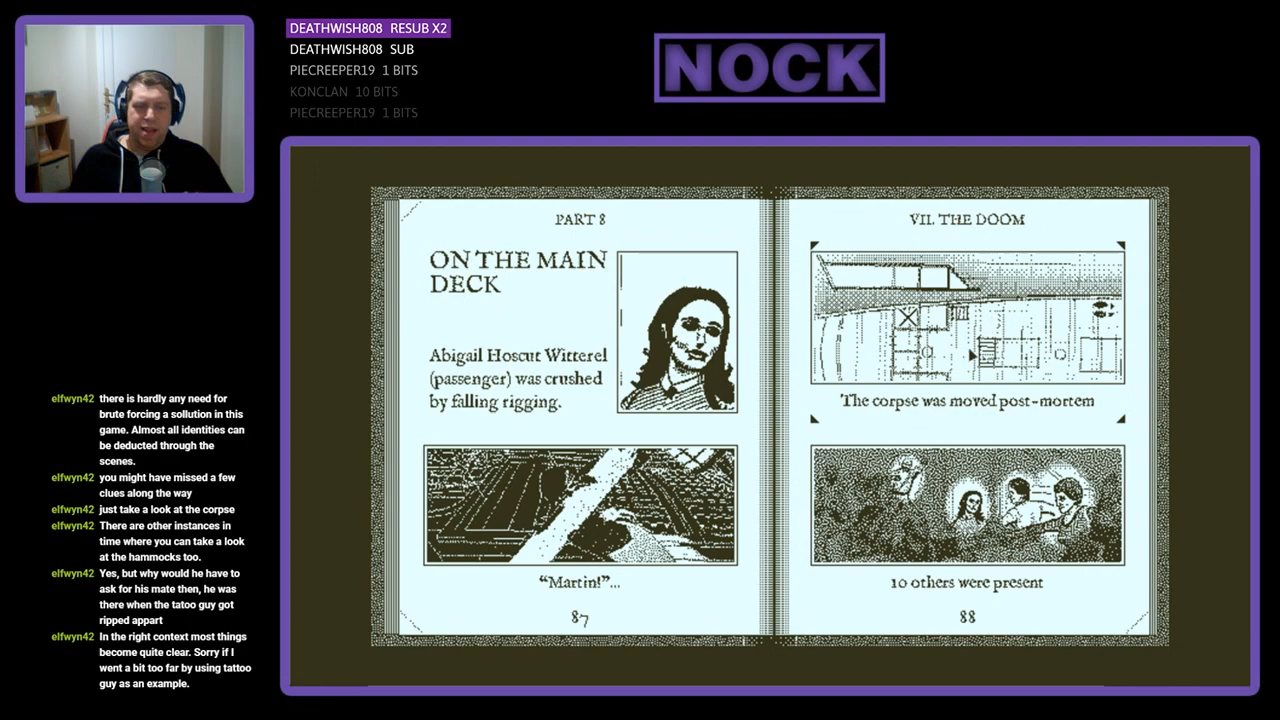 DEATHWISH808 RESUB X2
DEATHWISH808 SUB
PIECREEPER19 1 BITS
KONCLAN 10 BITS
PIECREEPER19 1 BITS
NOCK
elfwyn42 there is hardly any need for
brute forcing a sollution in this
game. Almost all identities can
be deducted through the
scenes.
elfwyn42 you might have missed a few
clues along the way
elfwyn42 just take a look at the corpse
elfwyn42 There are other instances in
time where you can take a look
at the hammocks too.
elfwyn42 Yes, but why would he have to
ask for his mate then, he was
there when the tatoo guy got
ripped appart
elfwyn42 In the right context most things
become quite clear. Sorry if I
went a bit too far by using tattoo
guy as an example.
PART 8
ON THE MAIN
DECK
Abigail Hoscut Witterel
(passenger) was crushed
by falling rigging.
"Martin!"...
87
VII. THE DOOM
The corpse was moved post-mortem
10 others were present
88